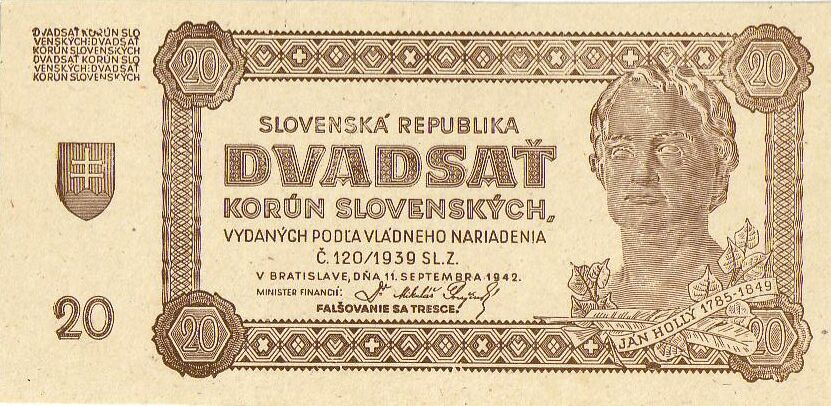 DVADSAŤ KORÚN SLO
VENSKÝCH:DVADSAŤ
KORÚN SLOVENSKÝCH
DVADSAŤ KORÚN SLO
VENSKÝCH:DVADSAŤ
KORÚN SLOVENSKÝCH
20
20
SLOVENSKÁ REPUBLIKA
DVADSAŤ
KORÚN SLOVENSKÝCH,
VYDANÝCH PODĽA VLÁDNEHO NARIADENIA
Č. 120/1939 SL. Z.
V BRATISLAVE, DŇA 11. SEPTEMBRA 1942.
MINISTER FINANCIÍ: Dr. Mikuláš
FALŠOVANIE SA TRESCE.
20
20
JÁN HOLLÝ 1785-1849
20